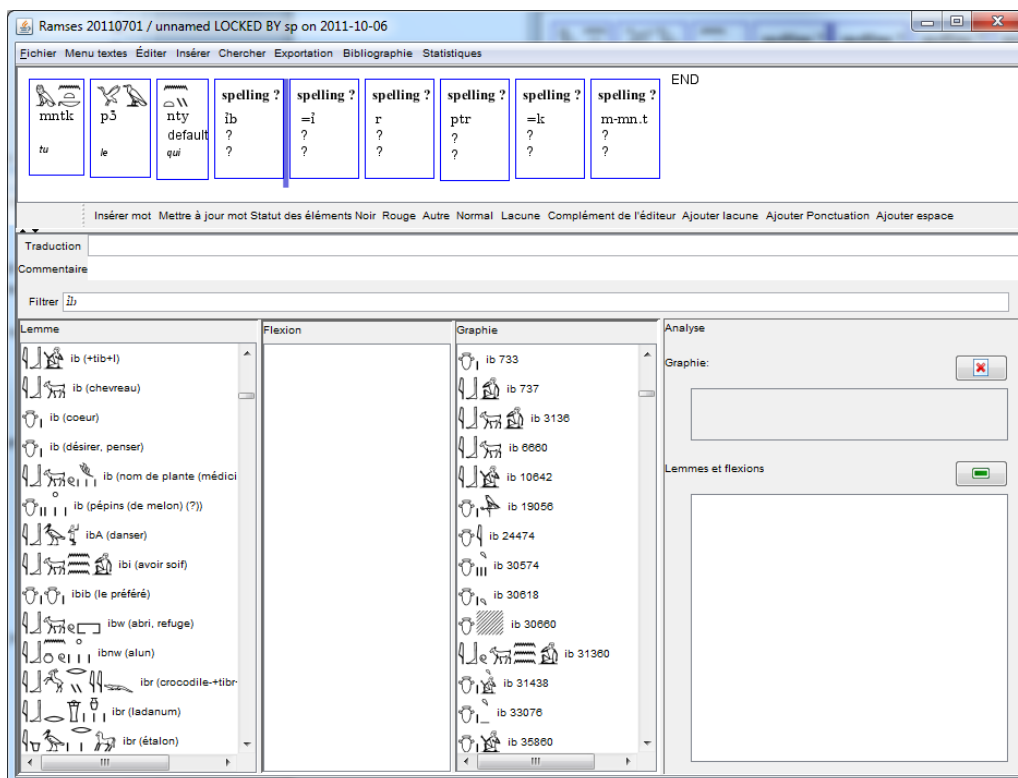 Ramses 20110701 / unnamed LOCKED BY sp on 2011-10-06
Fichier Menu textes Éditer Insérer Chercher Exportation Bibliographie Statistiques
mntk
tu
pꜣ
le
nty
default
qui
spelling ?
ỉb
?
?
spelling ?
=ỉ
?
?
spelling ?
r
?
?
spelling ?
ptr
?
?
spelling ?
=k
?
?
spelling ?
m-mn.t
?
?
END
Insérer mot Mettre à jour mot Statut des éléments Noir Rouge Autre Normal Lacune Complément de l'éditeur Ajouter lacune Ajouter Ponctuation Ajouter espace
Traduction
Commentaire
Filtrer ỉb
Lemme
ib (+tib+l)
ib (chevreau)
ib (coeur)
ib (désirer, penser)
ib (nom de plante (médici
ib (pépins (de melon) (?))
ibA (danser)
ibi (avoir soif)
ibib (le préféré)
ibw (abri, refuge)
ibnw (alun)
ibr (crocodile-+tibr-
ibr (ladanum)
ibr (étalon)
Flexion
Graphie
ib 733
ib 737
ib 3136
ib 6660
ib 10642
ib 19056
ib 24474
ib 30574
ib 30618
ib 30660
ib 31360
ib 31438
ib 33076
ib 35860
Analyse
Graphie:
Lemmes et flexions